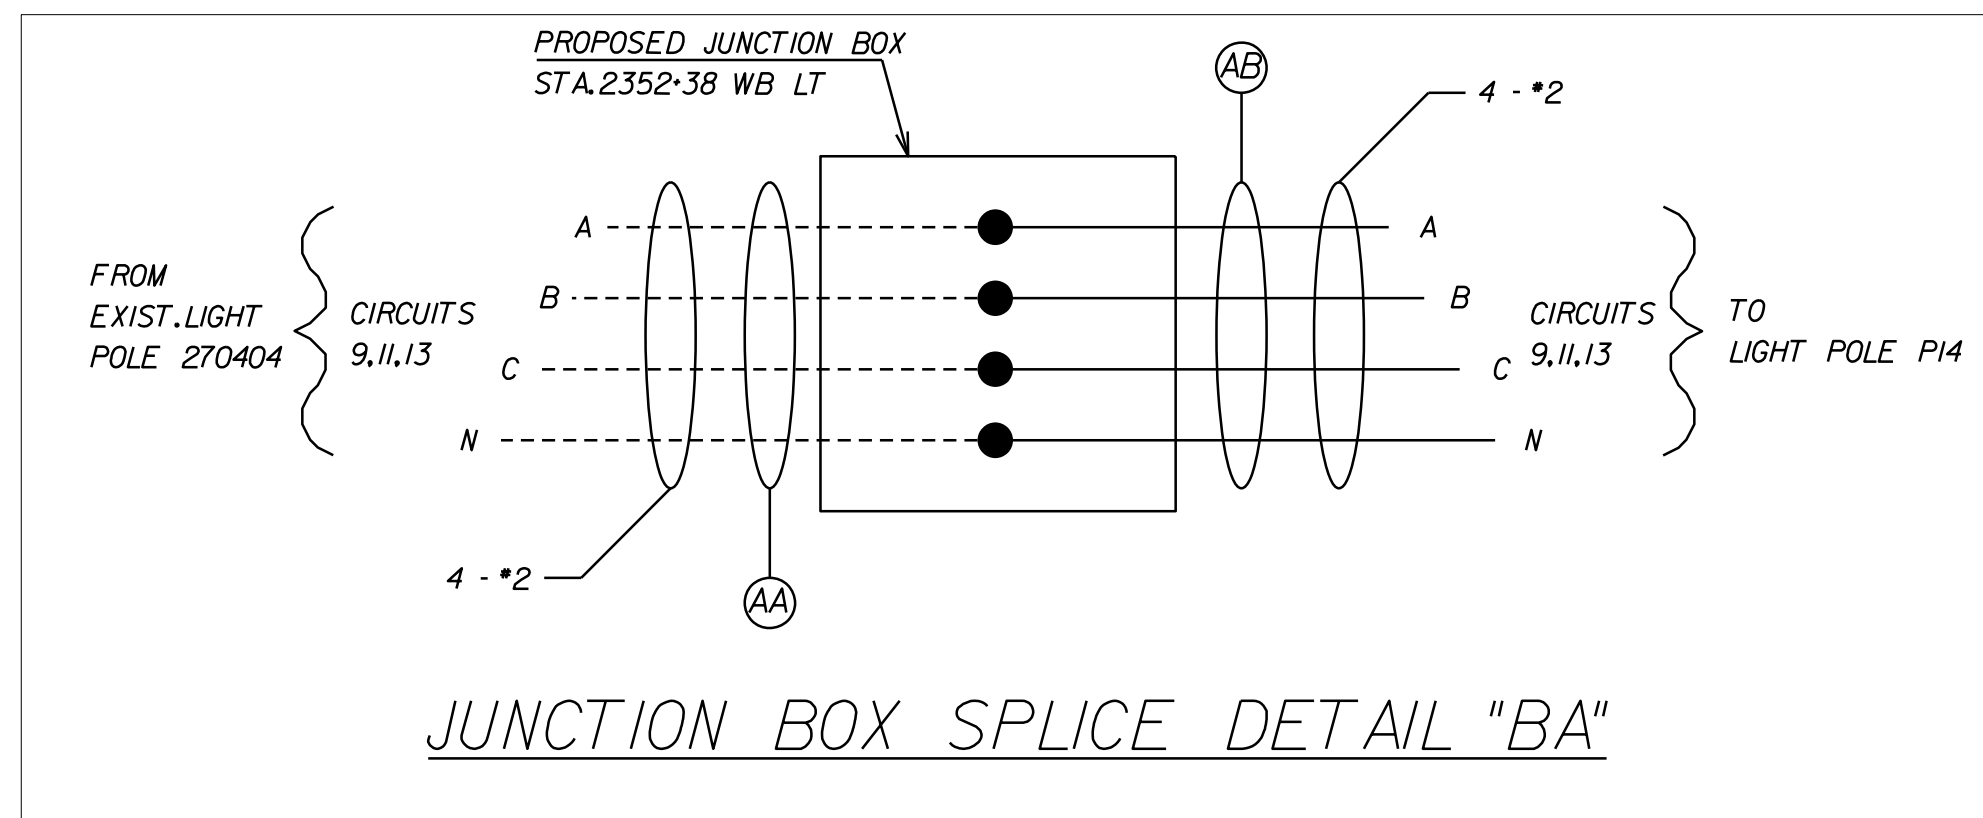 PROPOSED JUNCTION BOX
STA.2352+38 WB LT
AB
4 - #2
A
A
B
B
C
C
N
N
FROM
EXIST.LIGHT
POLE 270404
CIRCUITS
9,11,13
CIRCUITS
9,11,13
TO
LIGHT POLE P14
4 - #2
AA
JUNCTION BOX SPLICE DETAIL "BA"